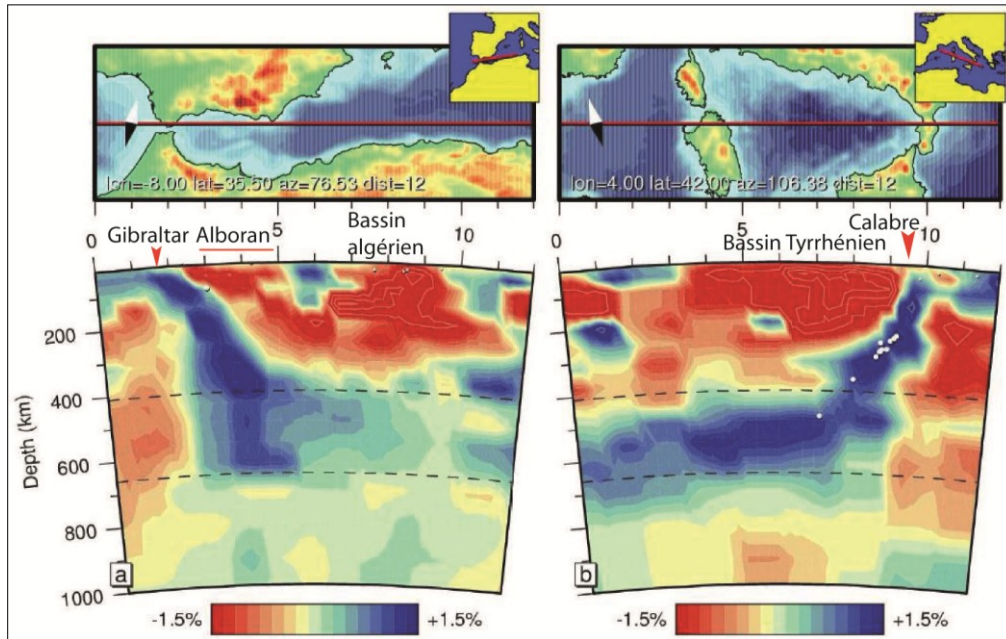 lon=-8.00 lat=35.50 az=76.53 dist=12
lon=4.00 lat=42.00 az=106.38 dist=12
0 5 10
Gibraltar Alboran
Bassin
algérien
0 5 10
Calabre
Bassin Tyrrhénien
200
400
600
800
1000
Depth (km)
a
b
-1.5% +1.5%
-1.5% +1.5%